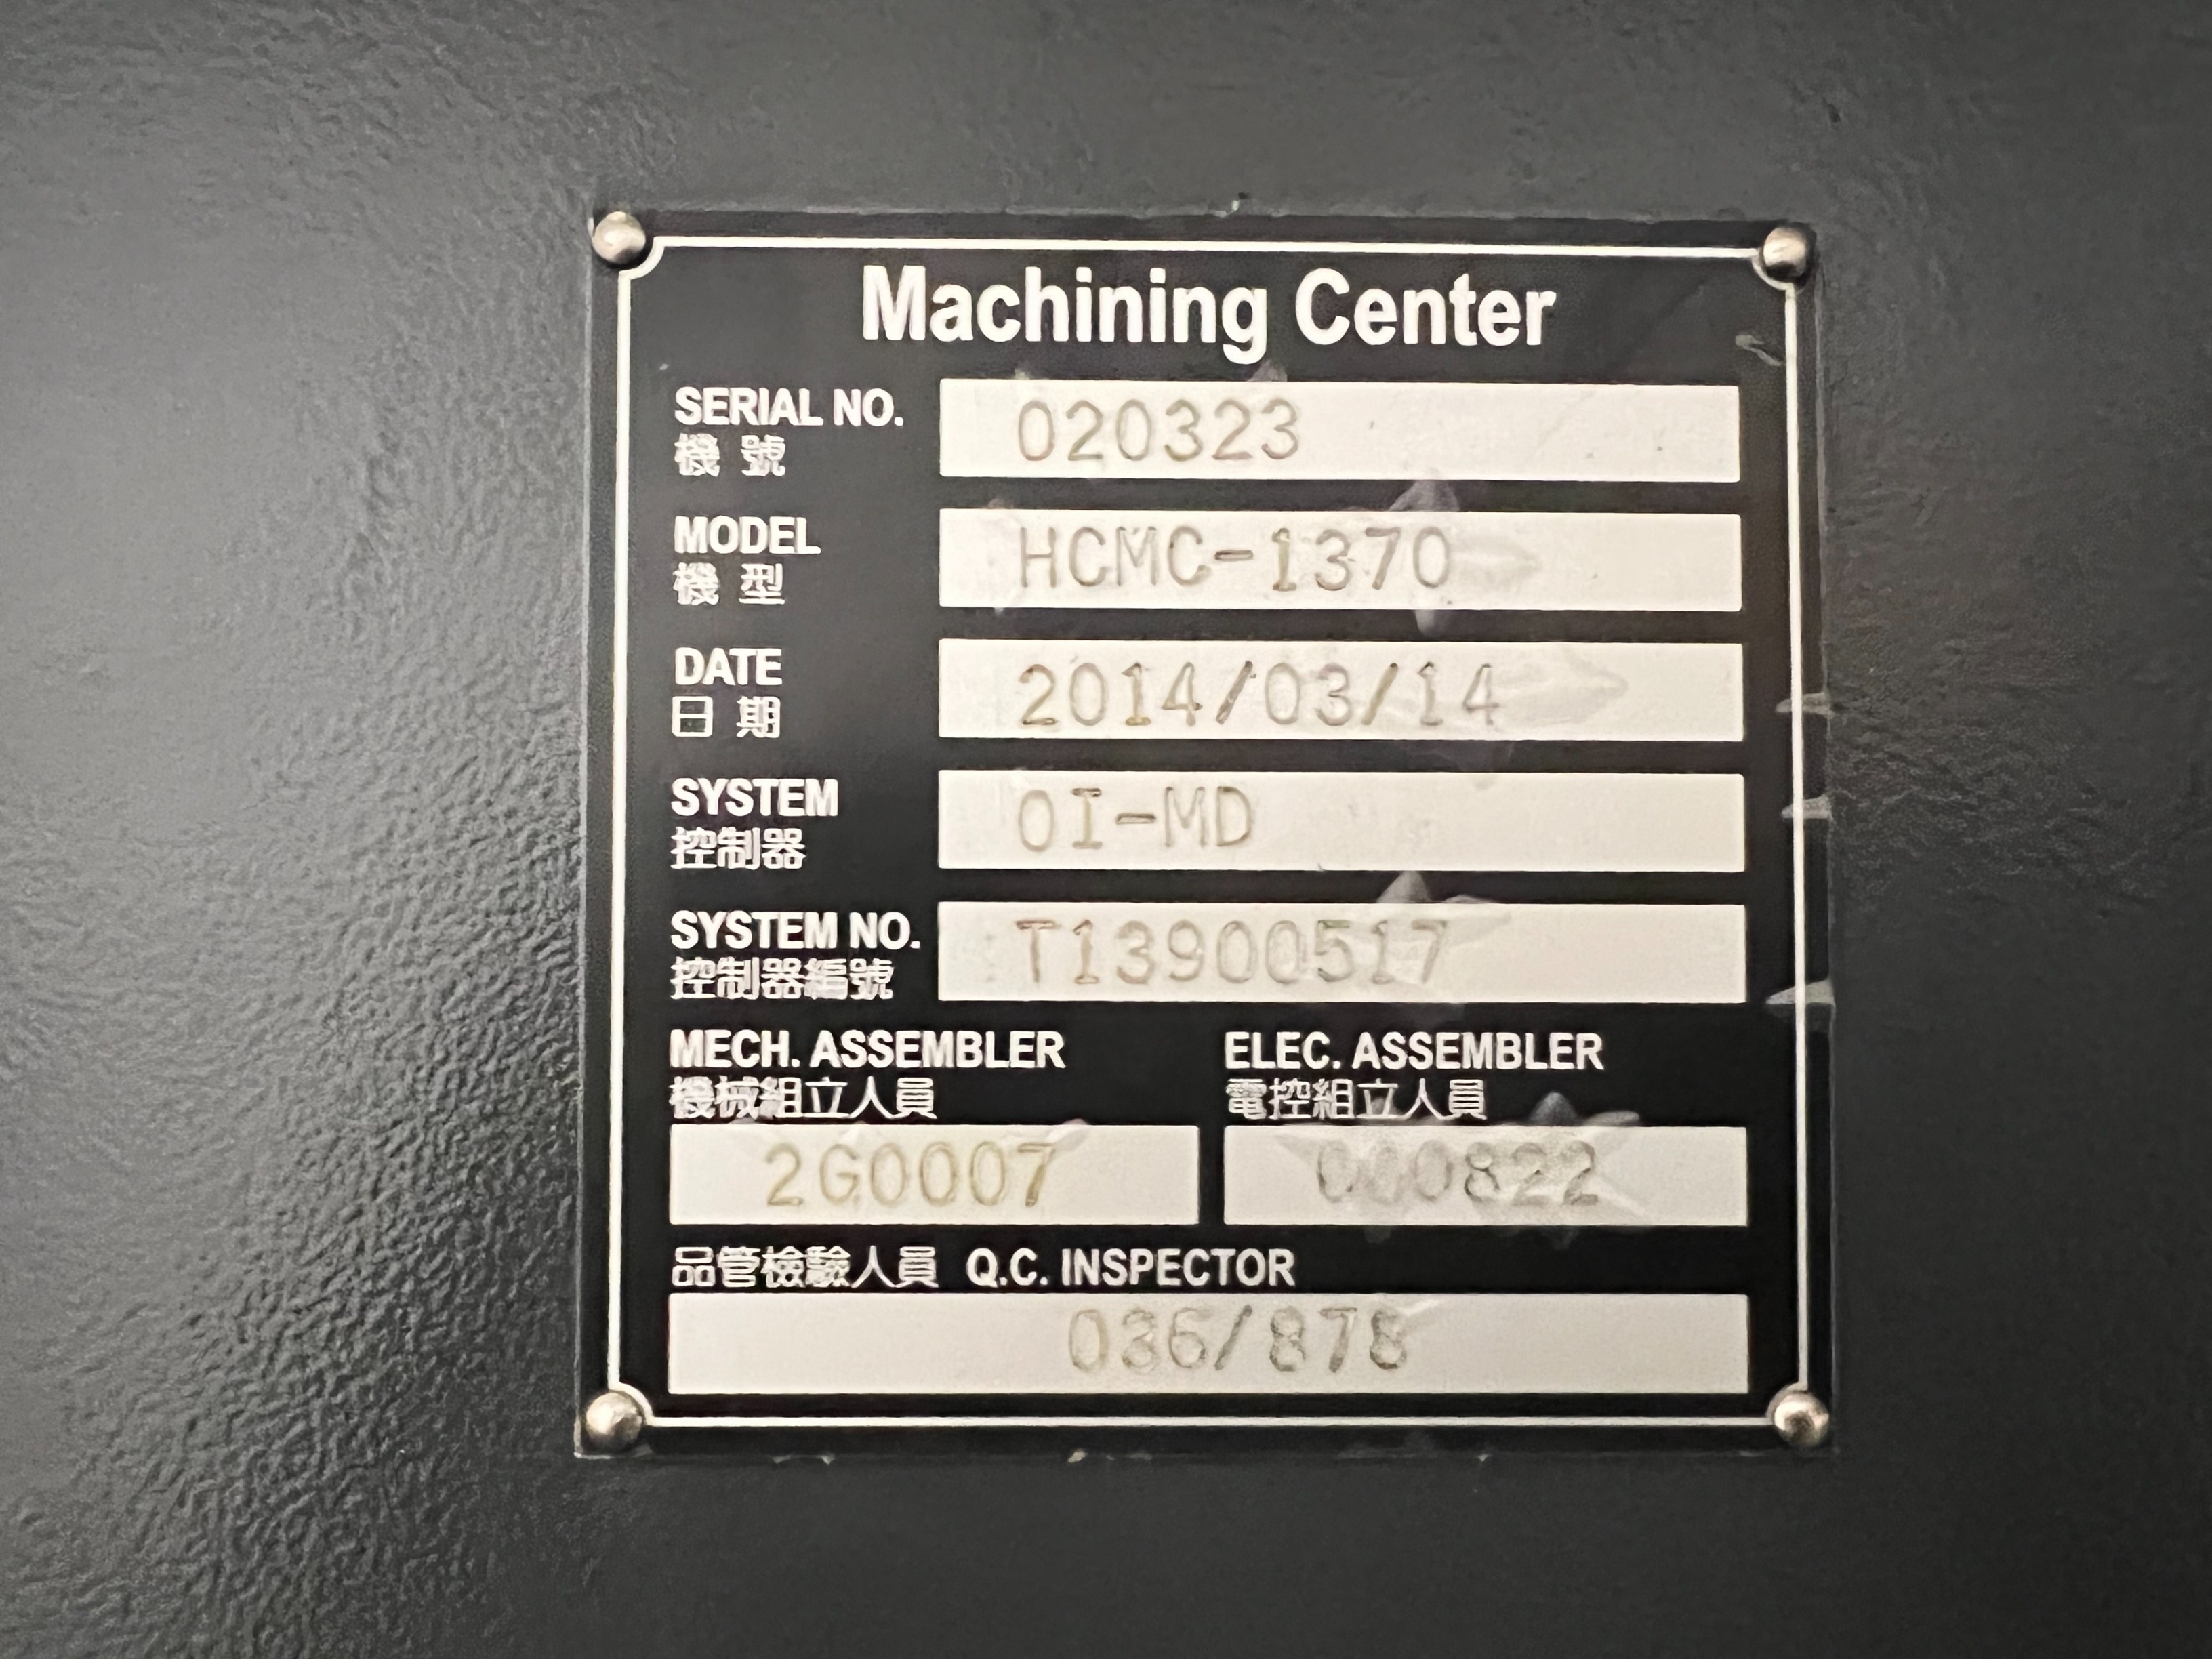 Machining Center
SERIAL NO. 020323
機 號
MODEL HCMC-1370
機 型
DATE 2014/03/14
日 期
SYSTEM 0I-MD
控制器
SYSTEM NO. T13900517
控制器編號
MECH. ASSEMBLER ELEC. ASSEMBLER
機械組立人員 電控組立人員
2G0007 000822
品管檢驗人員 Q.C. INSPECTOR
036/878